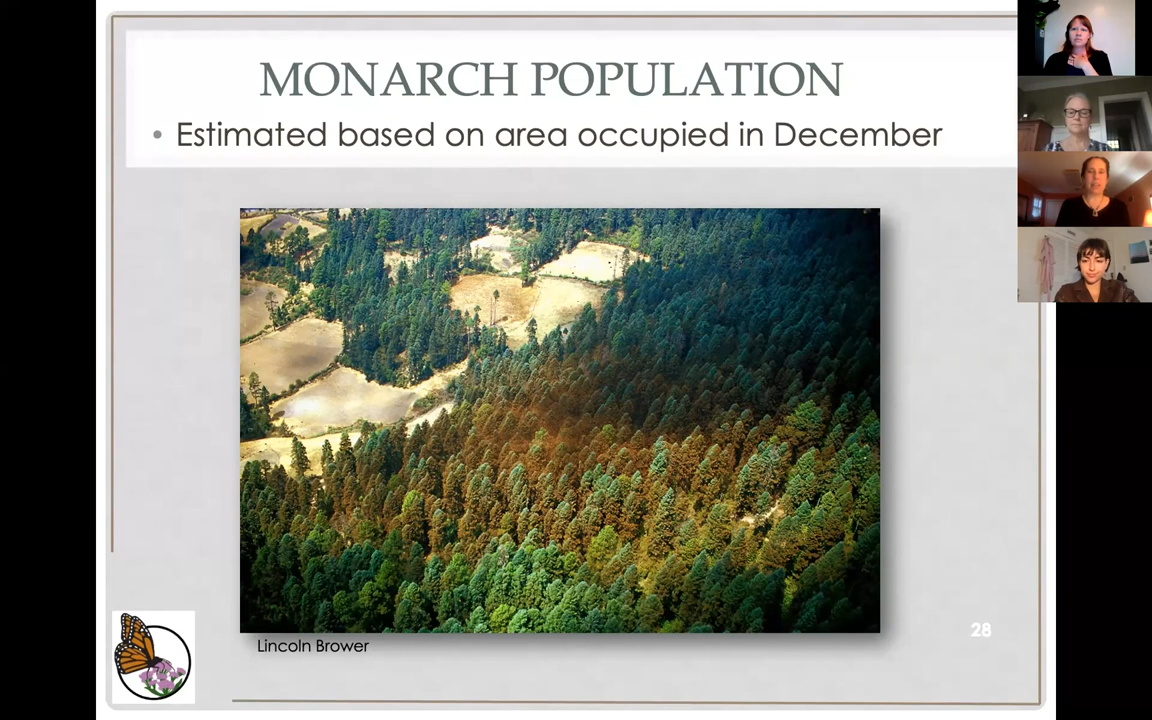 MONARCH POPULATION
• Estimated based on area occupied in December
Lincoln Brower
28